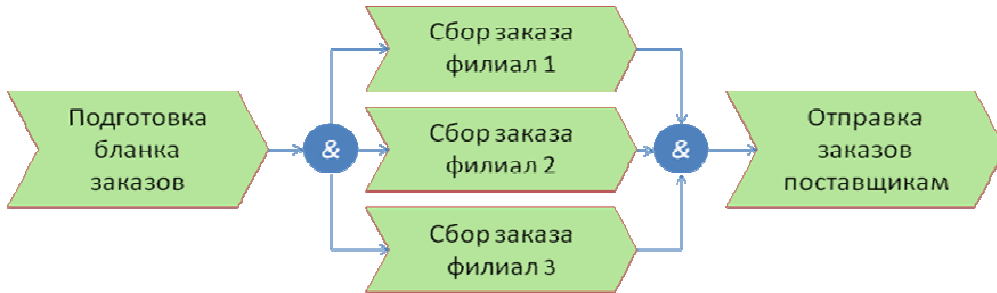 Подготовка
бланка
заказов
&
Сбор заказа
филиал 1
Сбор заказа
филиал 2
Сбор заказа
филиал 3
&
Отправка
заказов
поставщикам